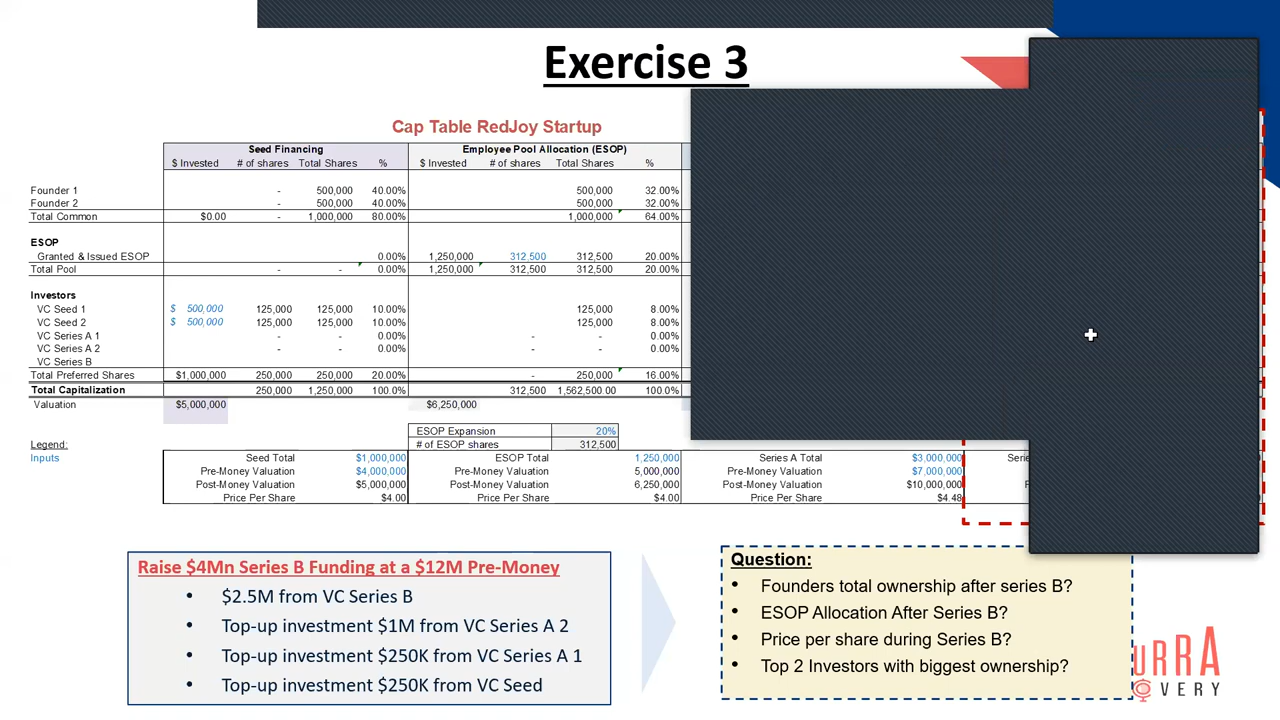 Exercise 3
Cap Table RedJoy Startup
Seed Financing Employee Pool Allocation (ESOP)
$ Invested # of shares Total Shares % $ Invested # of shares Total Shares %
Founder 1 - 500,000 40.00% 500,000 32.00%
Founder 2 - 500,000 40.00% 500,000 32.00%
Total Common $0.00 - 1,000,000 80.00% 1,000,000 64.00%
ESOP
Granted & Issued ESOP 0.00% 1,250,000 312,500 312,500 20.00%
Total Pool - - 0.00% 1,250,000 312,500 312,500 20.00%
Investors
VC Seed 1 $ 500,000 125,000 125,000 10.00% 125,000 8.00%
VC Seed 2 $ 500,000 125,000 125,000 10.00% 125,000 8.00%
VC Series A 1 - - 0.00% - - 0.00%
VC Series A 2 - - 0.00% - - 0.00%
VC Series B
Total Preferred Shares $1,000,000 250,000 250,000 20.00% - 250,000 16.00%
Total Capitalization 250,000 1,250,000 100.0% 312,500 1,562,500.00 100.0%
Valuation $5,000,000 $6,250,000
ESOP Expansion 20%
Legend: # of ESOP shares 312,500
Inputs Seed Total $1,000,000 ESOP Total 1,250,000 Series A Total $3,000,000
Pre-Money Valuation $4,000,000 Pre-Money Valuation 5,000,000 Pre-Money Valuation $7,000,000
Post-Money Valuation $5,000,000 Post-Money Valuation 6,250,000 Post-Money Valuation $10,000,000
Price Per Share $4.00 Price Per Share $4.00 Price Per Share $4.48
Raise $4Mn Series B Funding at a $12M Pre-Money
• $2.5M from VC Series B
• Top-up investment $1M from VC Series A 2
• Top-up investment $250K from VC Series A 1
• Top-up investment $250K from VC Seed
Question:
• Founders total ownership after series B?
• ESOP Allocation After Series B?
• Price per share during Series B?
• Top 2 Investors with biggest ownership?